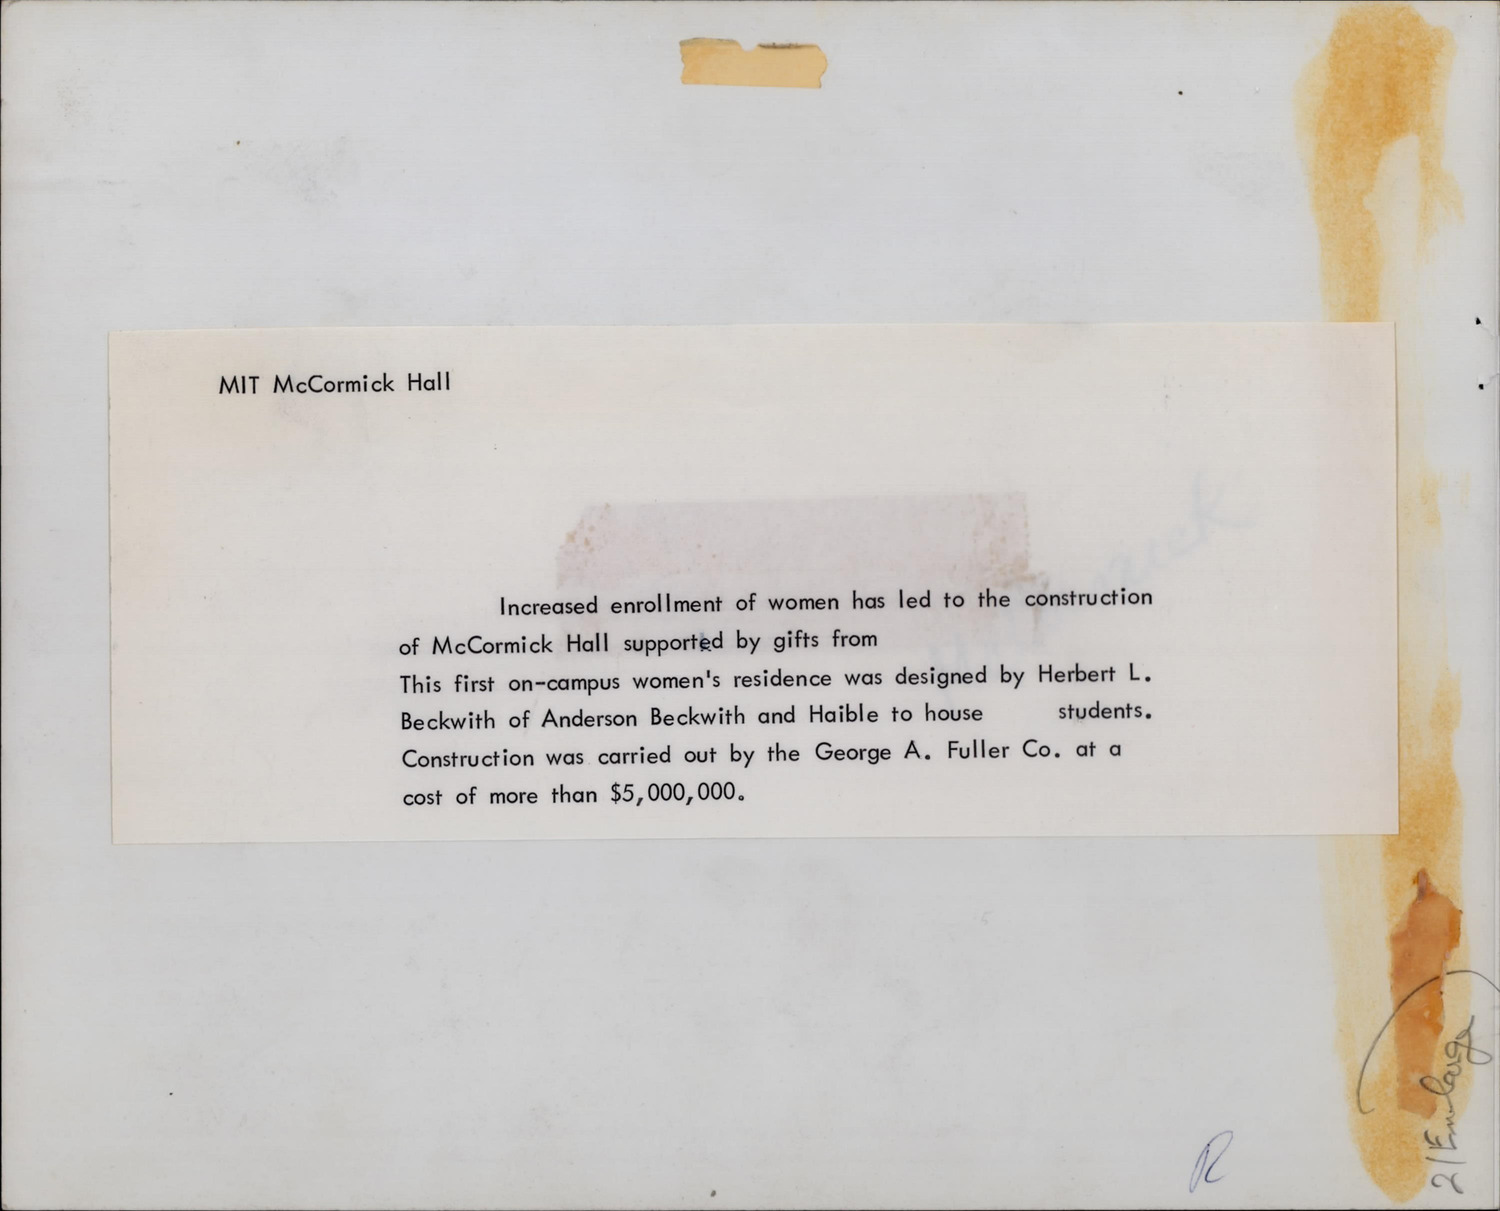 MIT McCormick Hall
Increased enrollment of women has led to the construction
of McCormick Hall supported by gifts from
This first on-campus women's residence was designed by Herbert L.
Beckwith of Anderson Beckwith and Haible to house students.
Construction was carried out by the George A. Fuller Co. at a
cost of more than $5,000,000.
R
2/Enlarge